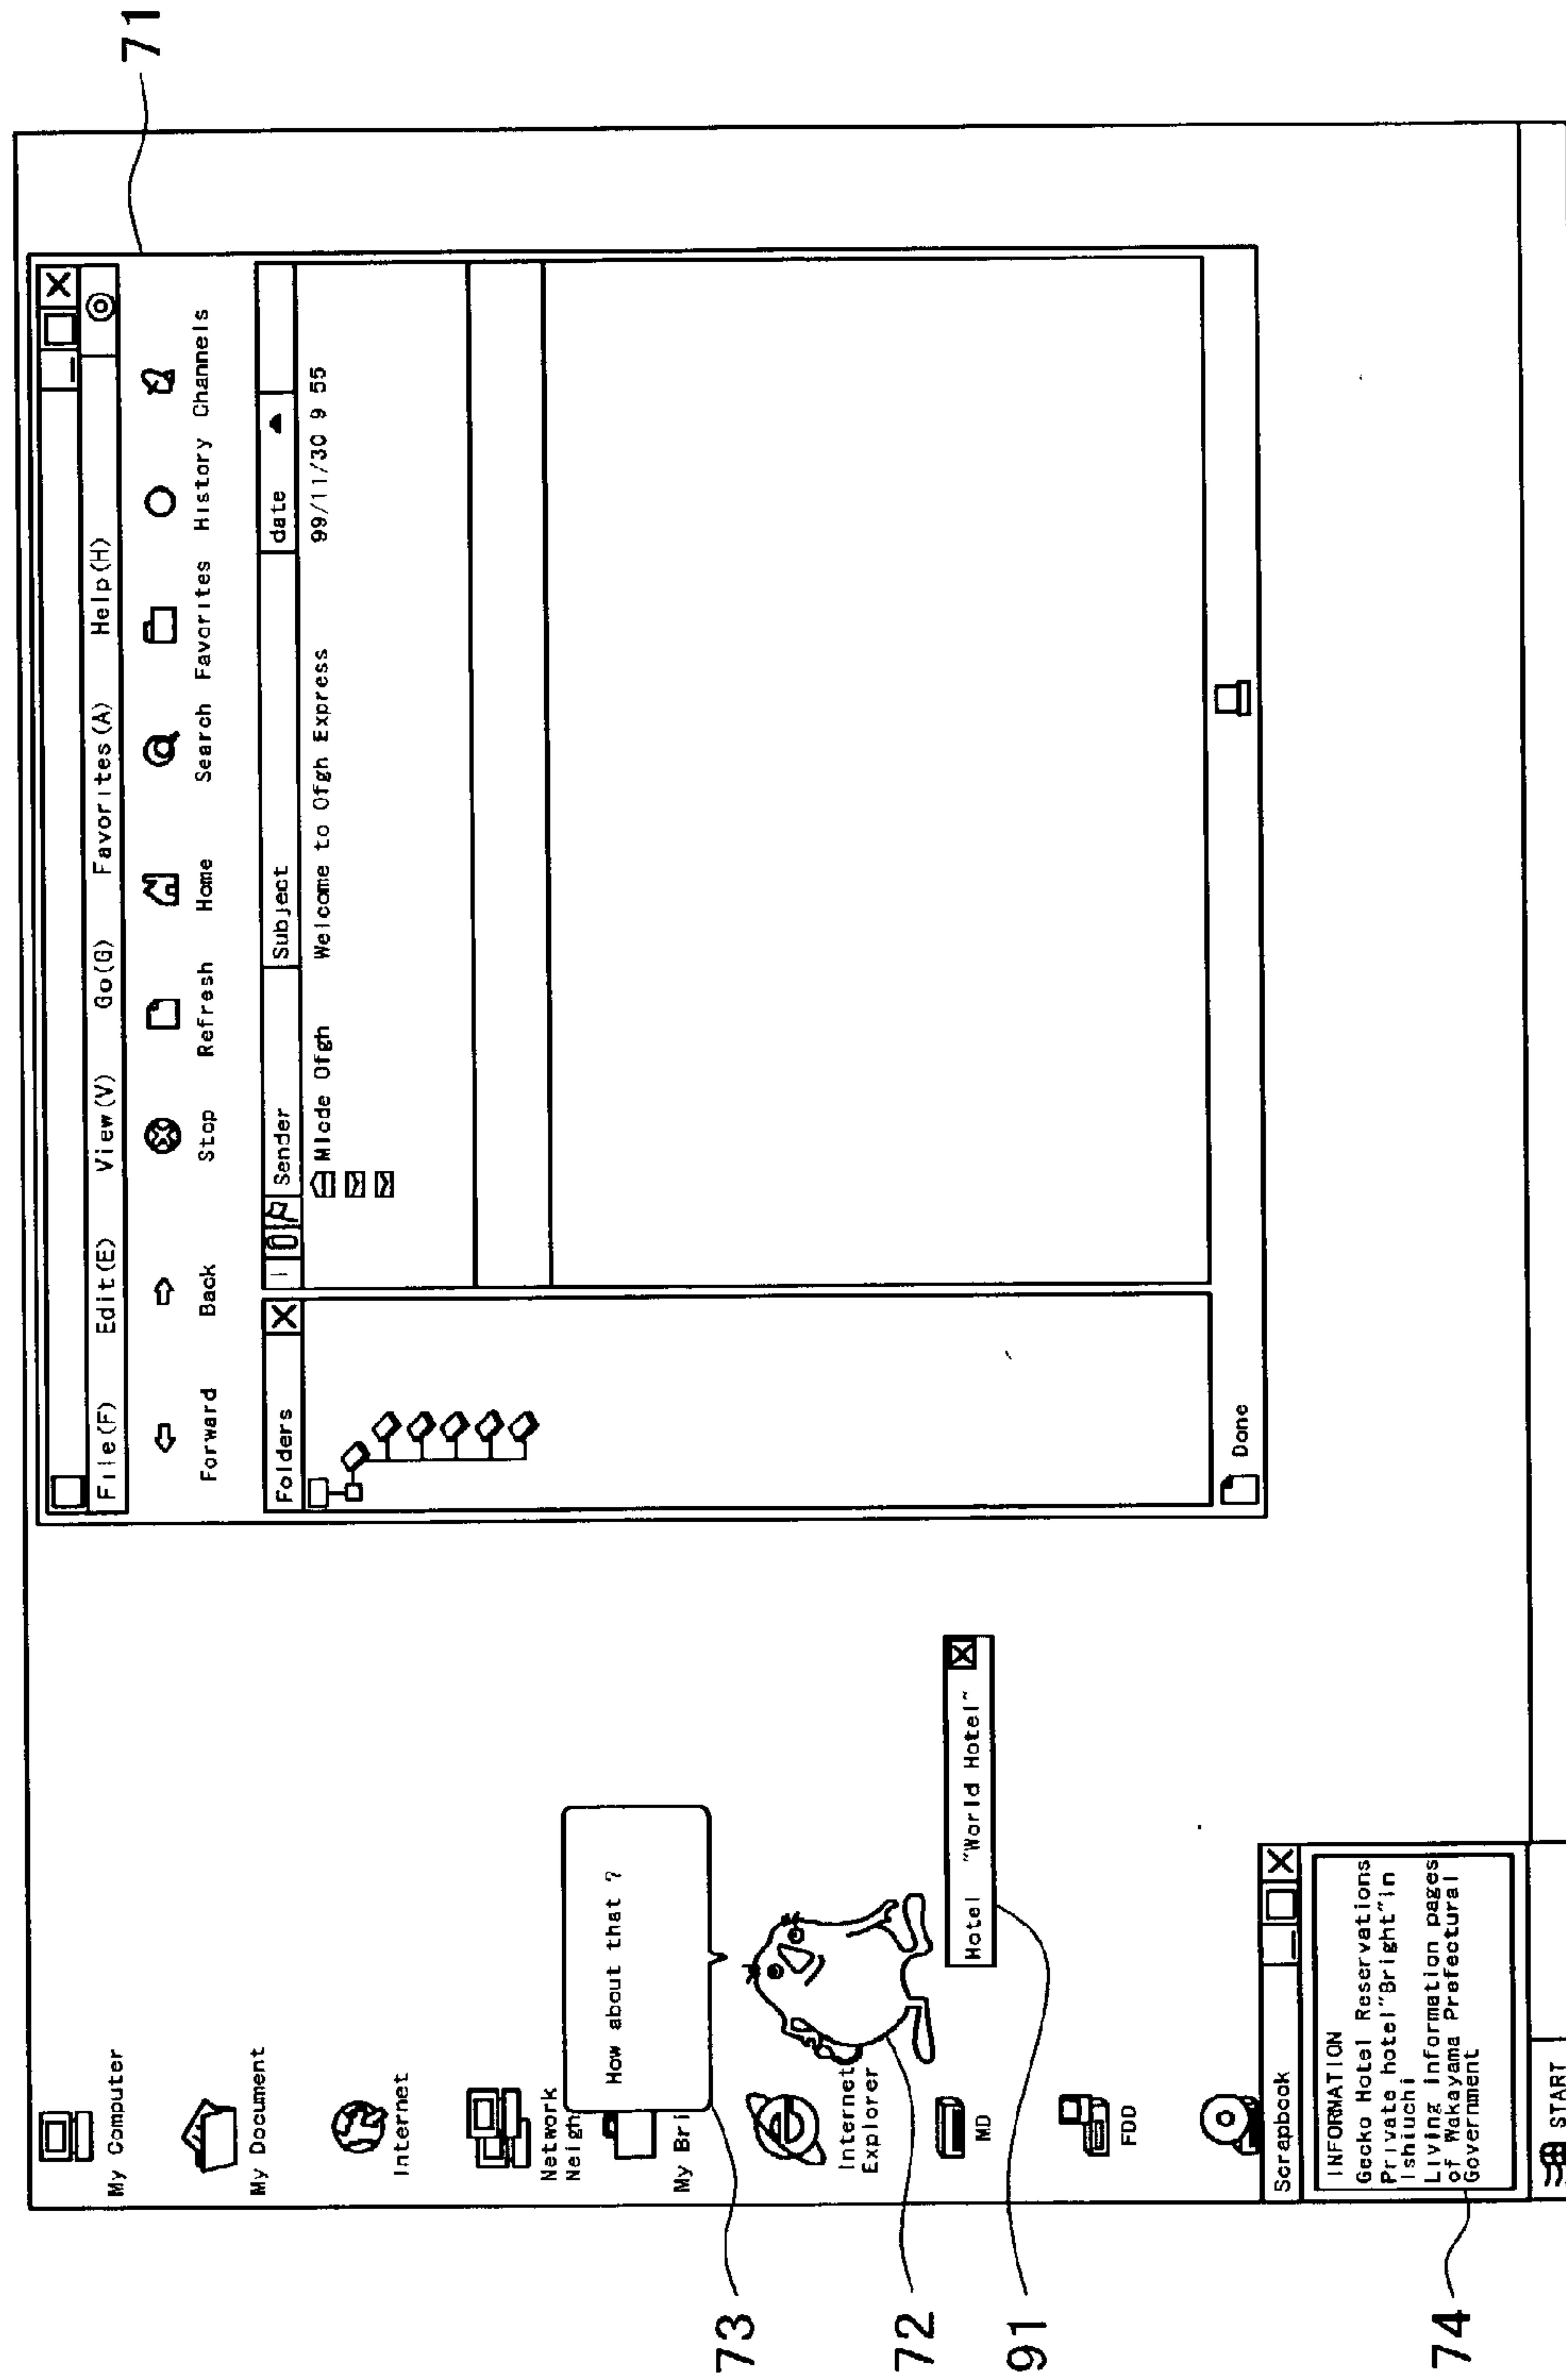 71
File(F) Edit(E) View(V) Go(G) Favorites(A) Help(H)
Forward Back Stop Refresh Home Search Favorites History Channels
Folders
Sender Subject date
Mlode Ofgh Welcome to Ofgh Express 99/11/30 9 55
Done
My Computer
My Document
Internet
Network
Neigh
My Bri
Internet
Explorer
MD
FDD
How about that ?
Hotel "World Hotel"
Scrapbook
INFORMATION
Gecko Hotel Reservations
Private hotel"Bright"in
Ishiuchi
Living information pages
of Wakayama Prefectural
Government
START
73
72
91
74